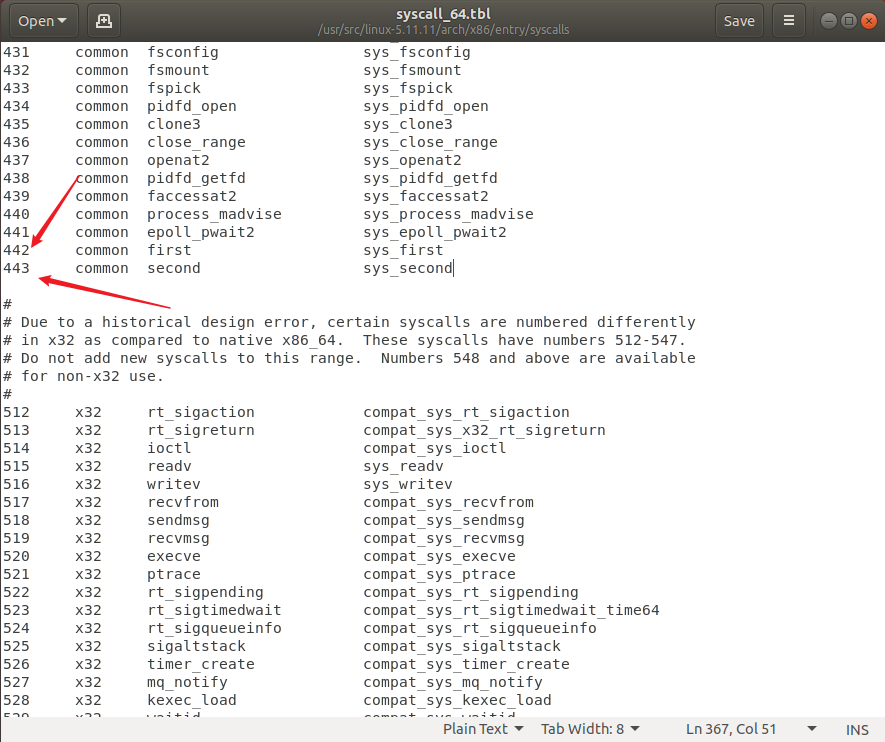 Open
syscall_64.tbl
/usr/src/linux-5.11.11/arch/x86/entry/syscalls
Save
431 common fsconfig sys_fsconfig
432 common fsmount sys_fsmount
433 common fspick sys_fspick
434 common pidfd_open sys_pidfd_open
435 common clone3 sys_clone3
436 common close_range sys_close_range
437 common openat2 sys_openat2
438 common pidfd_getfd sys_pidfd_getfd
439 common faccessat2 sys_faccessat2
440 common process_madvise sys_process_madvise
441 common epoll_pwait2 sys_epoll_pwait2
442 common first sys_first
443 common second sys_second
#
# Due to a historical design error, certain syscalls are numbered differently
# in x32 as compared to native x86_64.  These syscalls have numbers 512-547.
# Do not add new syscalls to this range.  Numbers 548 and above are available
# for non-x32 use.
#
512 x32 rt_sigaction compat_sys_rt_sigaction
513 x32 rt_sigreturn compat_sys_x32_rt_sigreturn
514 x32 ioctl compat_sys_ioctl
515 x32 readv sys_readv
516 x32 writev sys_writev
517 x32 recvfrom compat_sys_recvfrom
518 x32 sendmsg compat_sys_sendmsg
519 x32 recvmsg compat_sys_recvmsg
520 x32 execve compat_sys_execve
521 x32 ptrace compat_sys_ptrace
522 x32 rt_sigpending compat_sys_rt_sigpending
523 x32 rt_sigtimedwait compat_sys_rt_sigtimedwait_time64
524 x32 rt_sigqueueinfo compat_sys_rt_sigqueueinfo
525 x32 sigaltstack compat_sys_sigaltstack
526 x32 timer_create compat_sys_timer_create
527 x32 mq_notify compat_sys_mq_notify
528 x32 kexec_load compat_sys_kexec_load
529 x32 waitid compat_sys_waitid
Plain Text Tab Width: 8 Ln 367, Col 51 INS